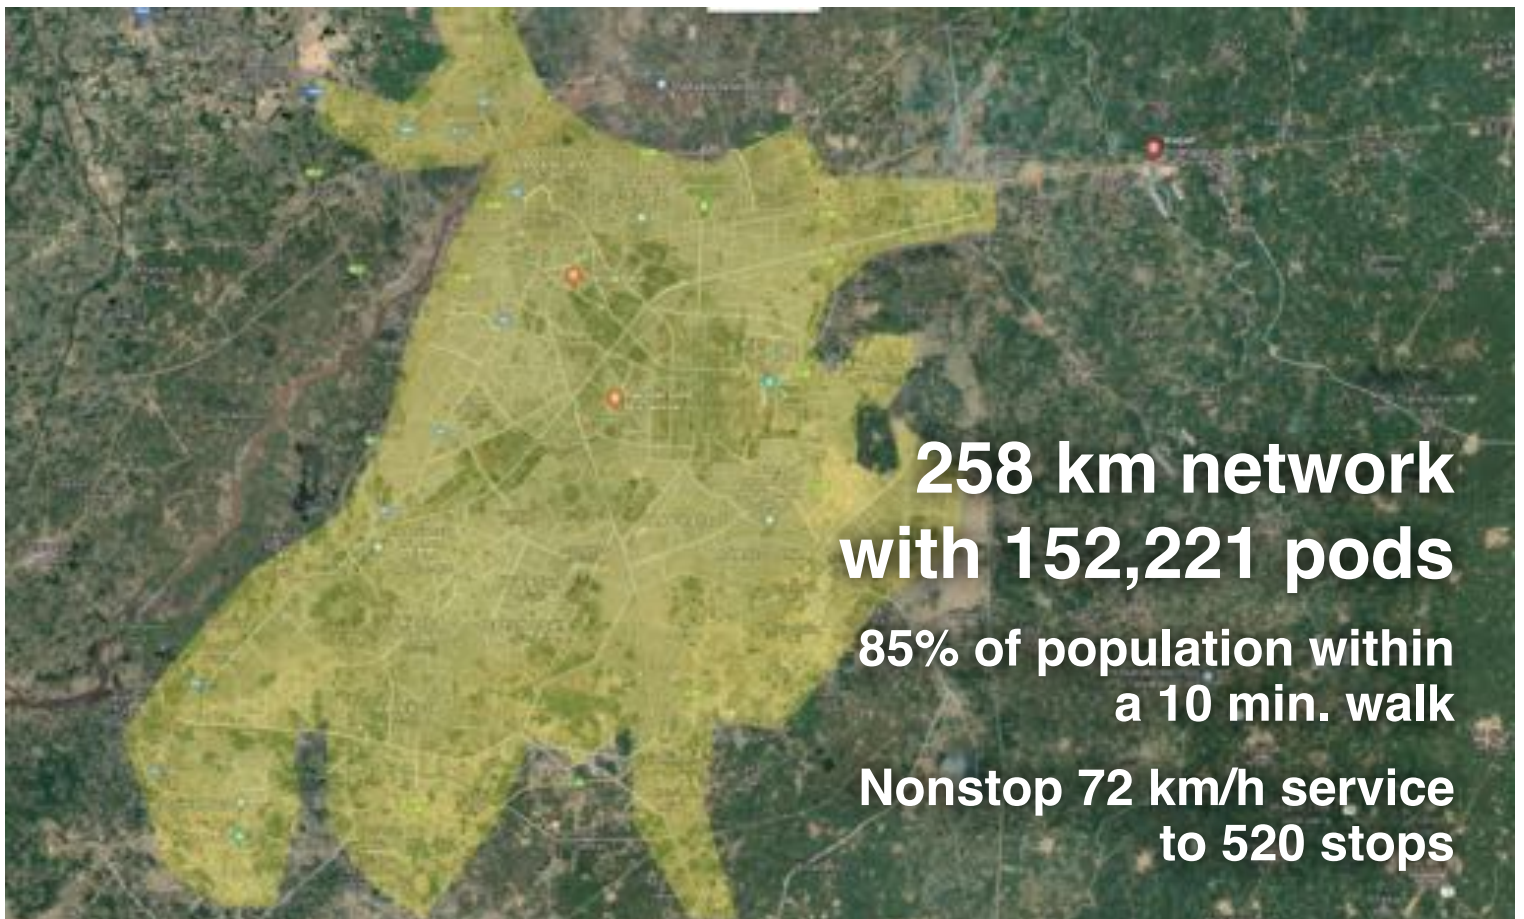 258 km network
with 152,221 pods
85% of population within
a 10 min. walk
Nonstop 72 km/h service
to 520 stops